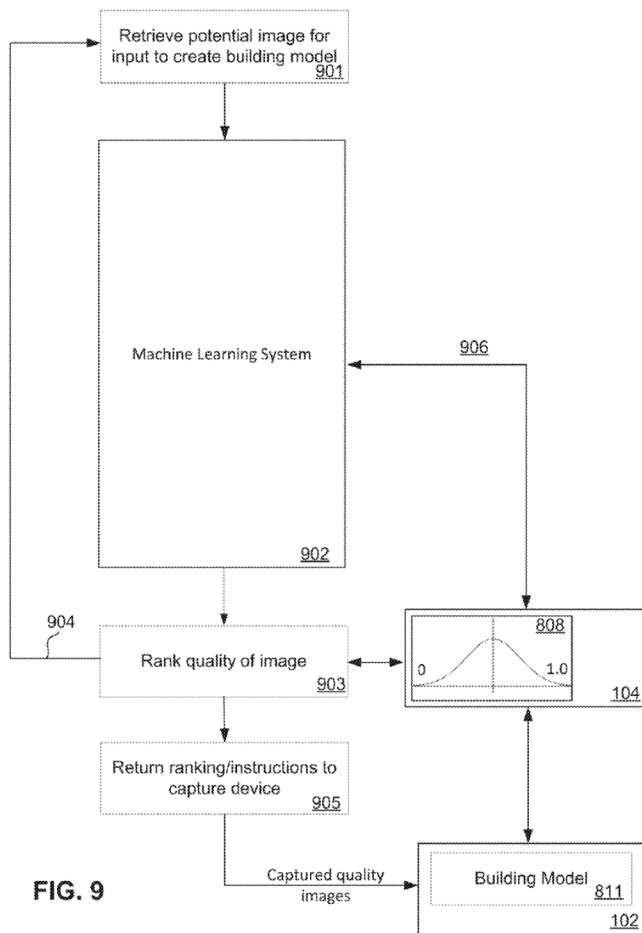 Retrieve potential image for
input to create building model
901
Machine Learning System
906
902
904
Rank quality of image
903
808
0
1.0
104
Return ranking/instructions to
capture device
905
Captured quality
images
Building Model
811
102
FIG. 9